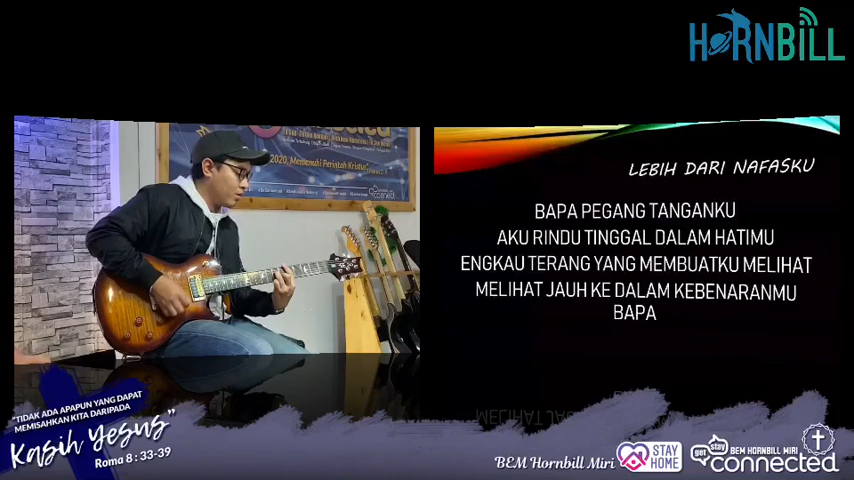 HORNBILL
2020, Memenuhi Perintah Kristus"
LEBIH DARI NAFASKU
BAPA PEGANG TANGANKU
AKU RINDU TINGGAL DALAM HATIMU
ENGKAU TERANG YANG MEMBUATKU MELIHAT
MELIHAT JAUH KE DALAM KEBENARANMU
BAPA
"TIDAK ADA APAPUN YANG DAPAT
MEMISAHKAN KITA DARIPADA
Kasih Yesus"
Roma 8 : 33-39
BEM Hornbill Miri
STAY
HOME
get
stay
BEM HORNBILL MIRI
connected.